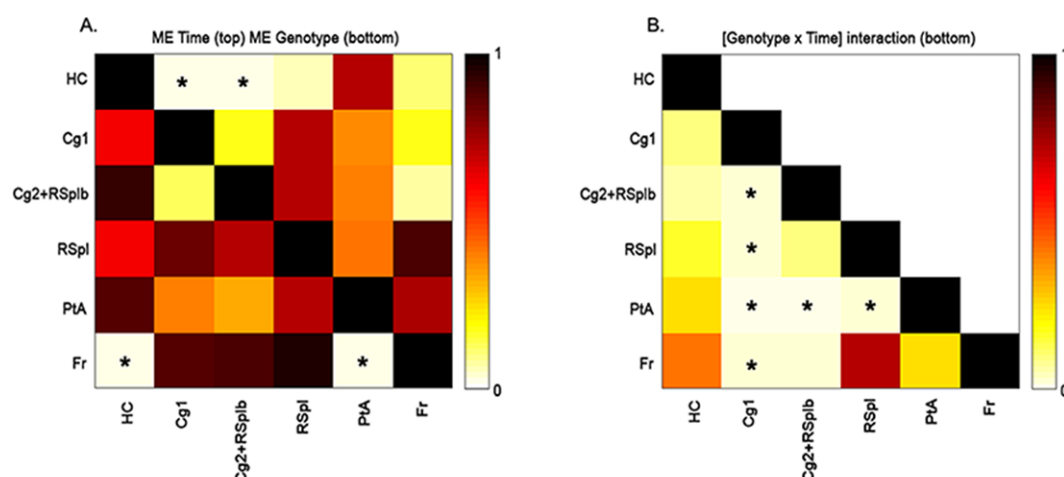 A.
ME Time (top) ME Genotype (bottom)
HC
Cg1
Cg2+RSplb
RSpl
PtA
Fr
* *
* *
1
0
HC
Cg1
Cg2+RSplb
RSpl
PtA
Fr
B.
[Genotype x Time] interaction (bottom)
HC
Cg1
Cg2+RSplb
RSpl
PtA
Fr
*
*
* * *
*
HC
Cg1
Cg2+RSplb
RSpl
PtA
Fr